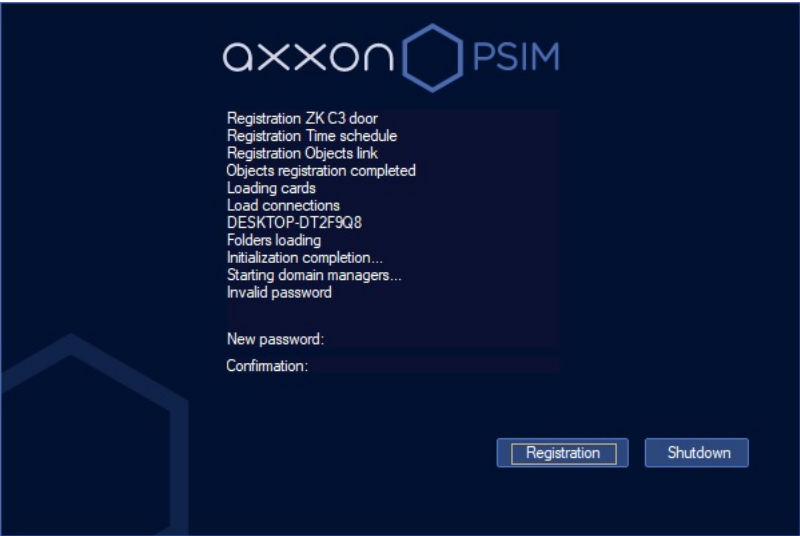 axxon PSIM
Registration ZK C3 door
Registration Time schedule
Registration Objects link
Objects registration completed
Loading cards
Load connections
DESKTOP-DT2F9Q8
Folders loading
Initialization completion...
Starting domain managers...
Invalid password
New password:
Confirmation:
Registration
Shutdown